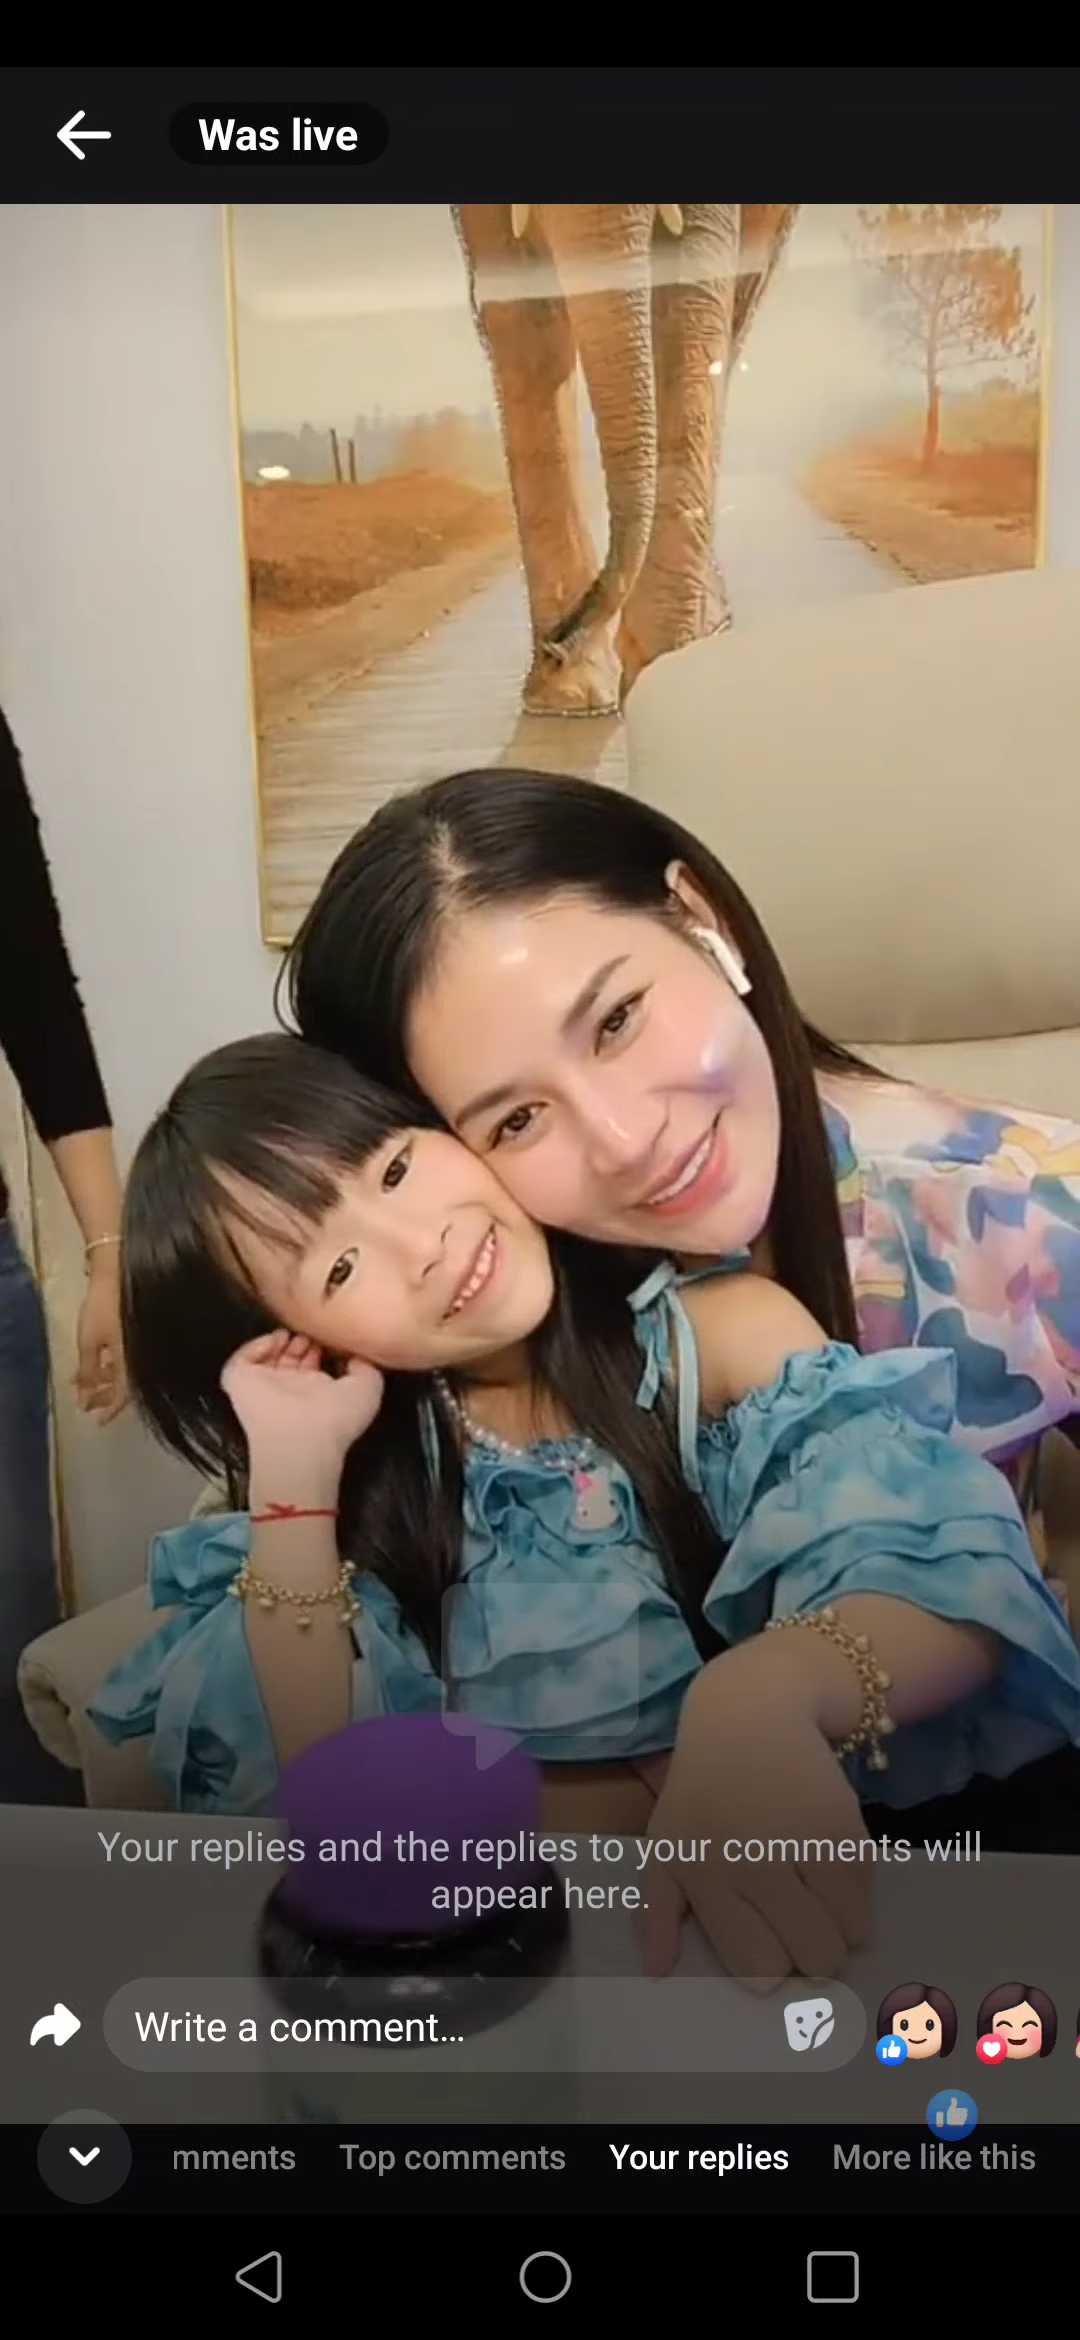 Was live
Your replies and the replies to your comments will
appear here.
Write a comment...
mments Top comments Your replies More like this